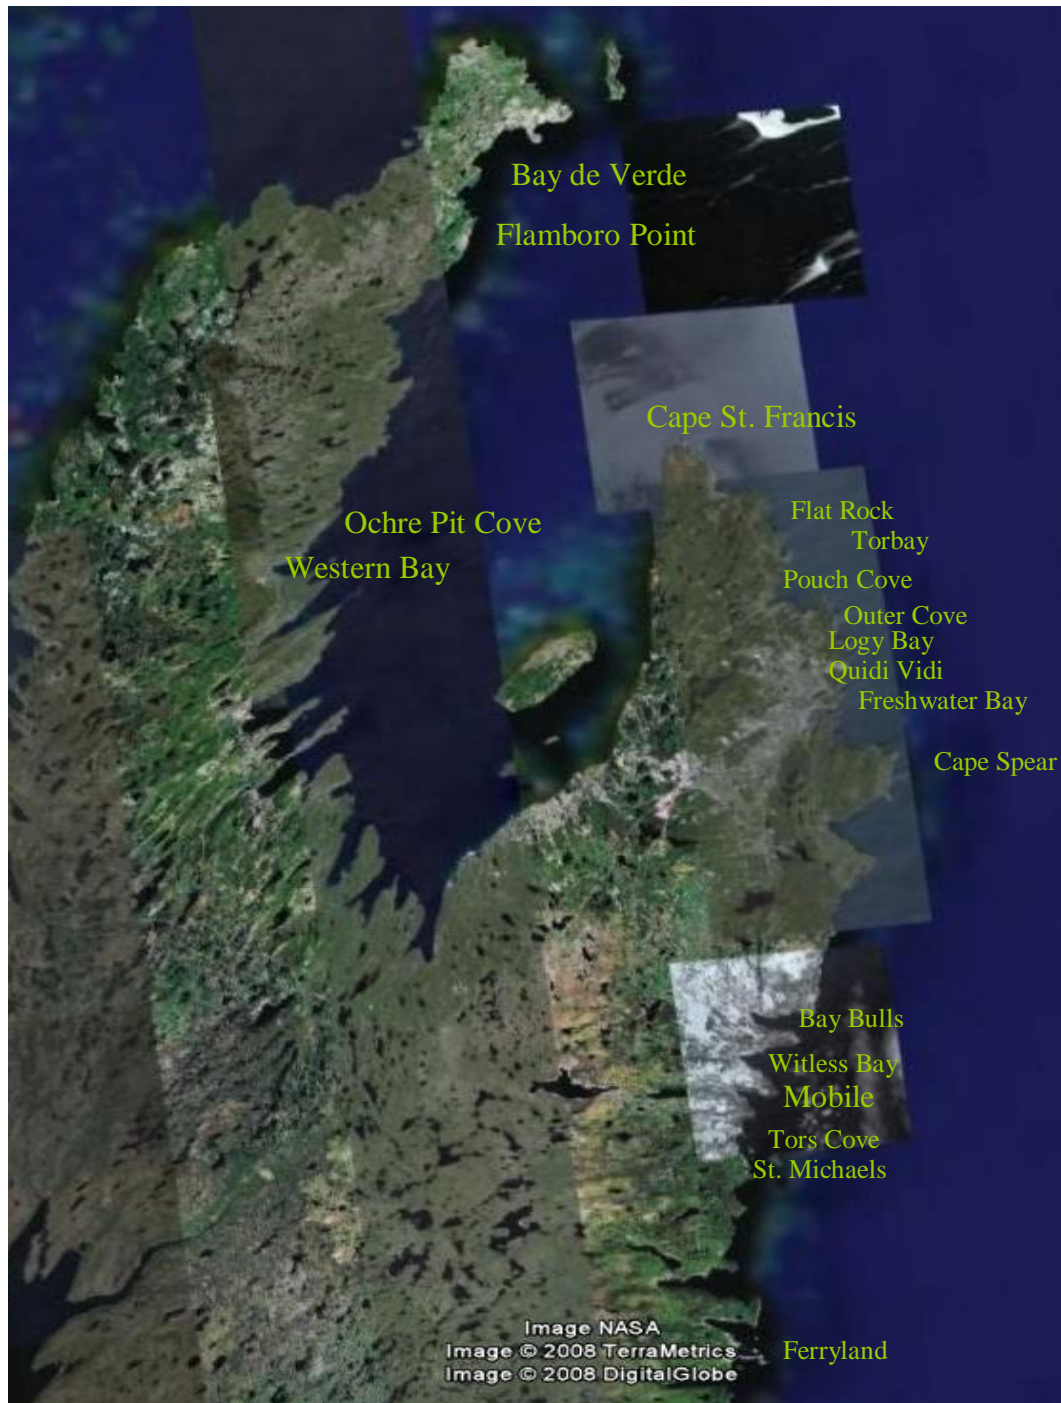 Bay de Verde
Flamboro Point
Cape St. Francis
Flat Rock
Ochre Pit Cove
Torbay
Western Bay
Pouch Cove
Outer Cove
Logy Bay
Quidi Vidi
Freshwater Bay
Cape Spear
Bay Bulls
Witless Bay
Mobile
Tors Cove
St. Michaels
Image NASA
Image © 2008 TerraMetrics
Ferryland
Image © 2008 DigitalGlobe